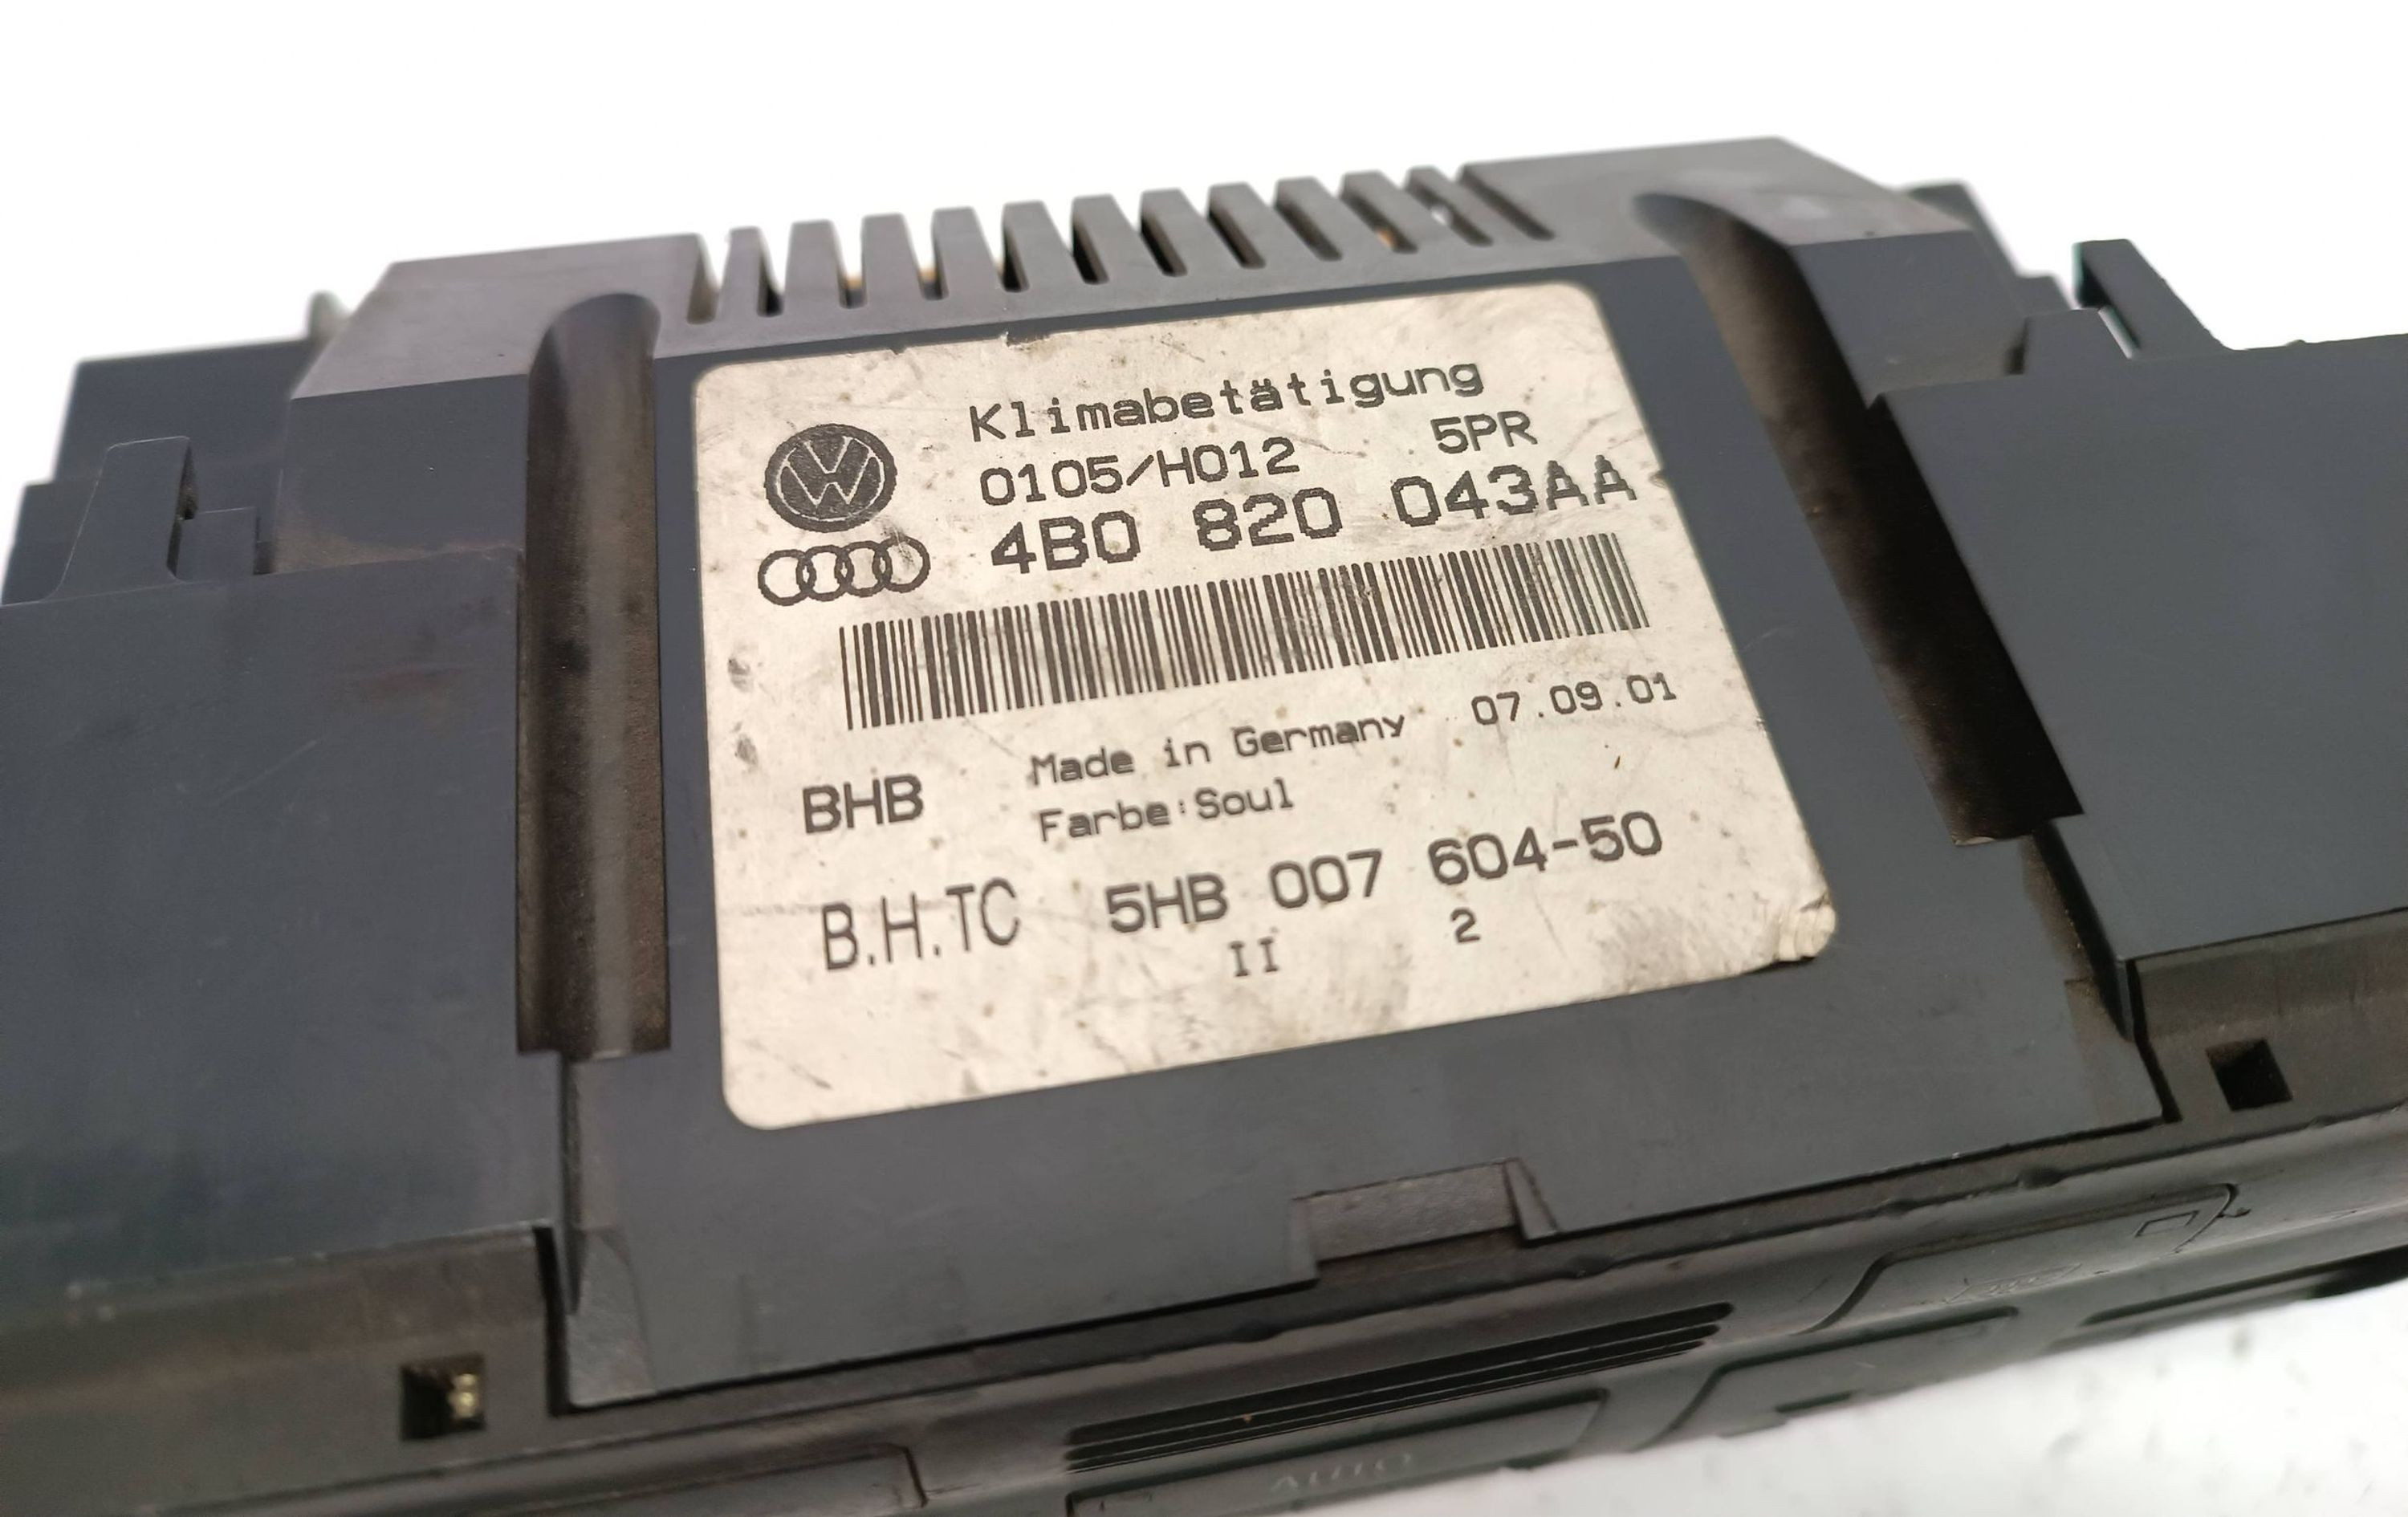 Klimabetätigung
0105/H012 5PR
4B0 820 043AA
Made in Germany 07.09.01
BHB Farbe:Soul
B.H.TC 5HB 007 604-50
II 2
AUTO